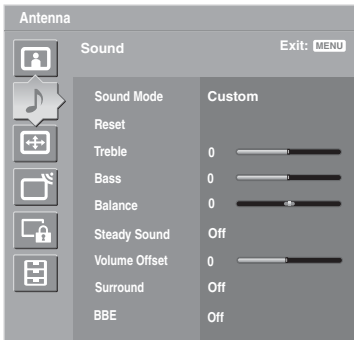 Antenna
Sound Exit: MENU
Sound Mode Custom
Reset
Treble 0
Bass 0
Balance 0
Steady Sound Off
Volume Offset 0
Surround Off
BBE Off